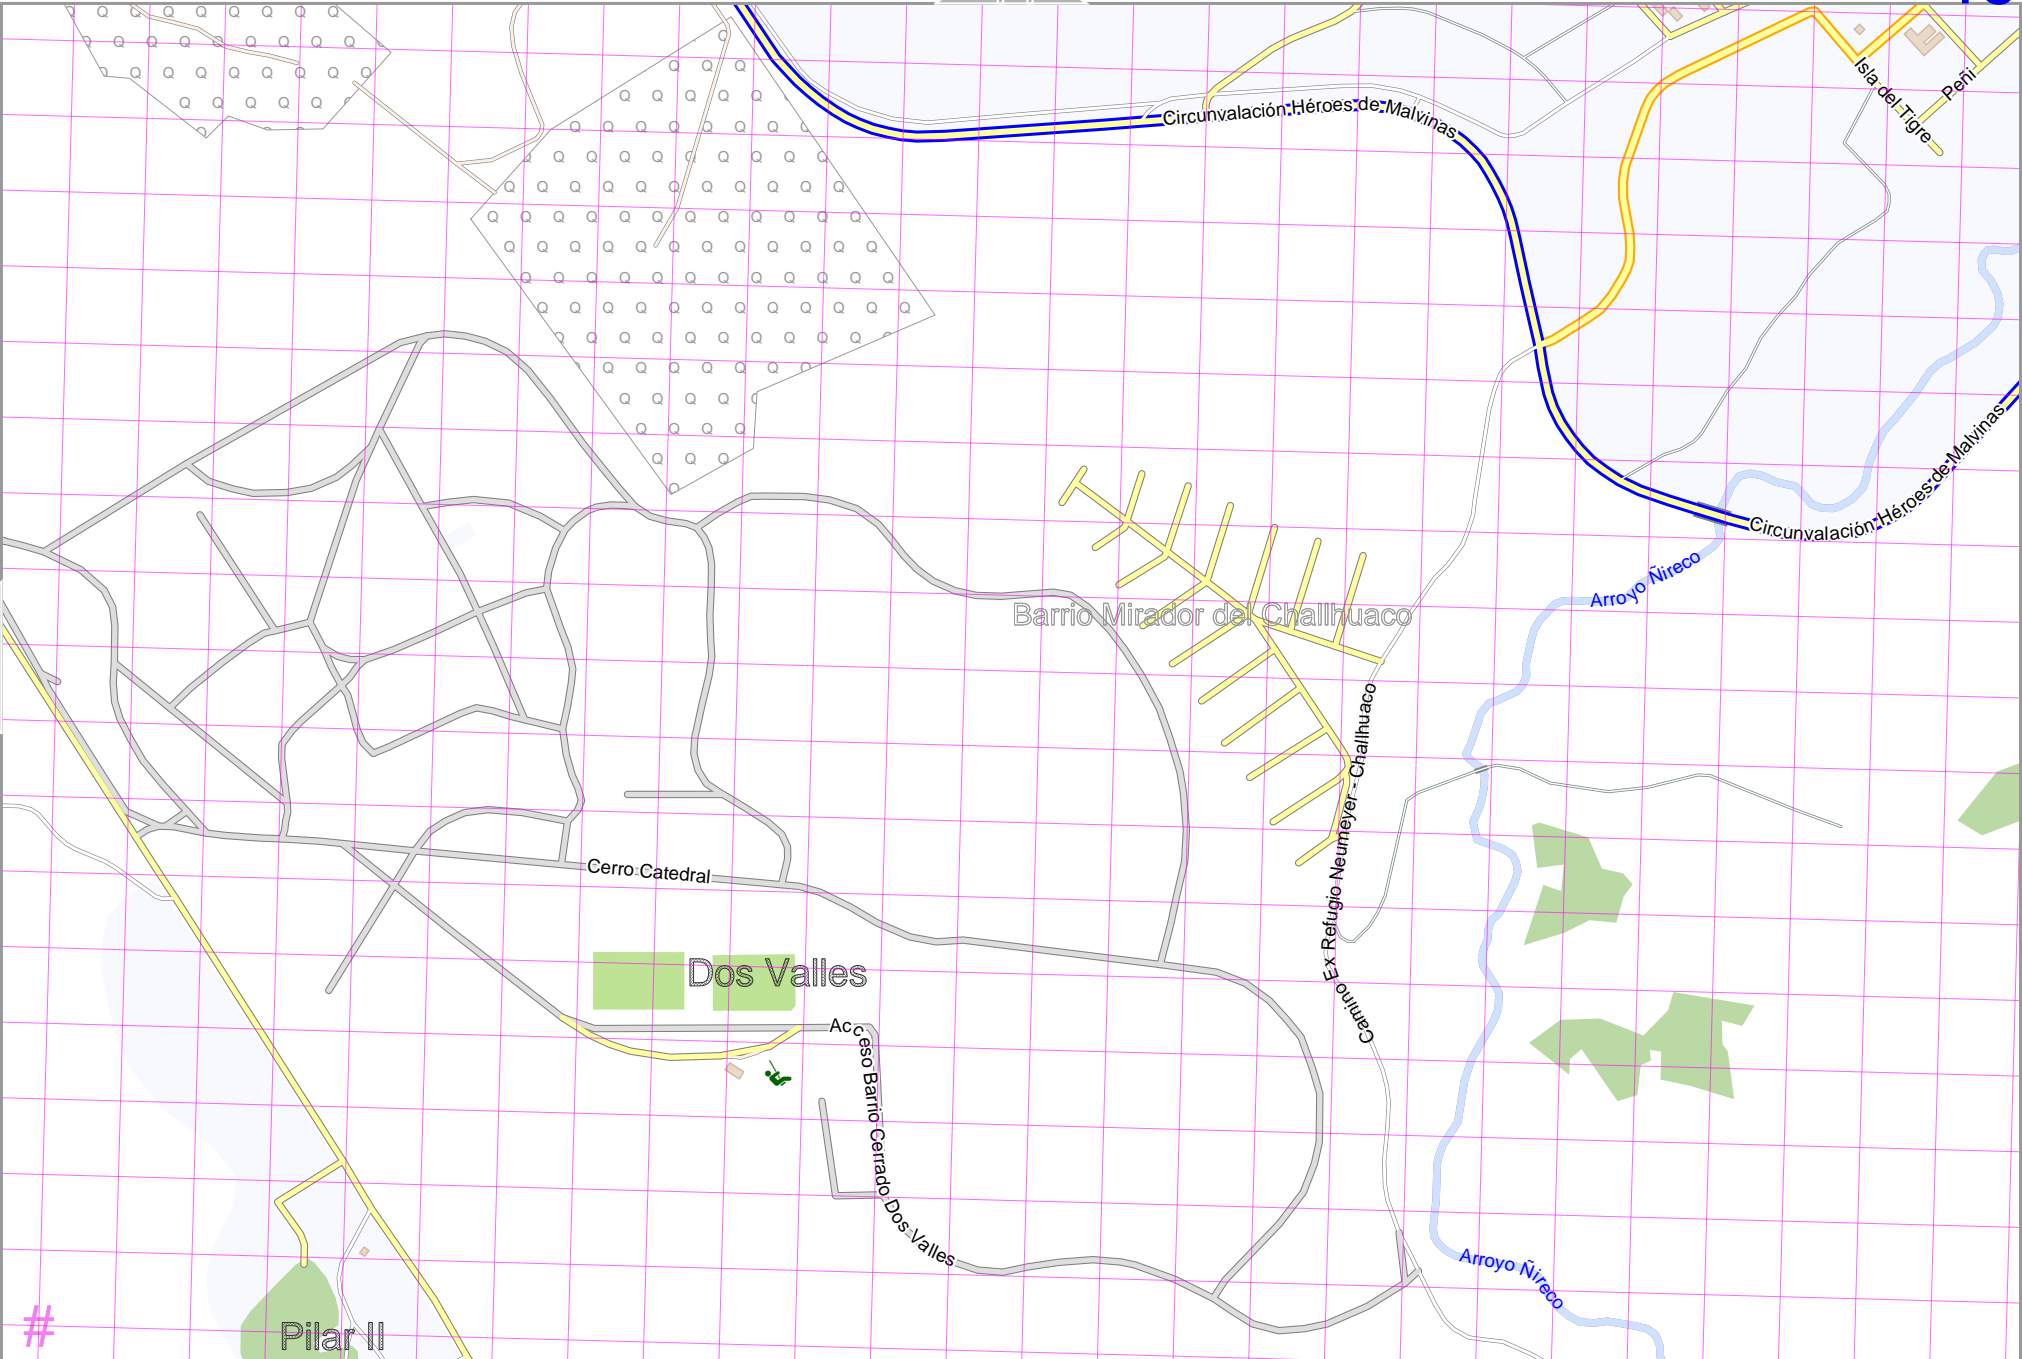 Circunvalación Héroes de Malvinas
Isla del Tigre
Peñi
Circunvalación Héroes de Malvinas
Arroyo Ñireco
Barrio Mirador del Challhuaco
Camino Ex Refugio Neumeyer - Challhuaco
Cerro Catedral
Dos Valles
Acceso Barrio Cerrado Dos Valles
Arroyo Ñireco
Pilar II
#